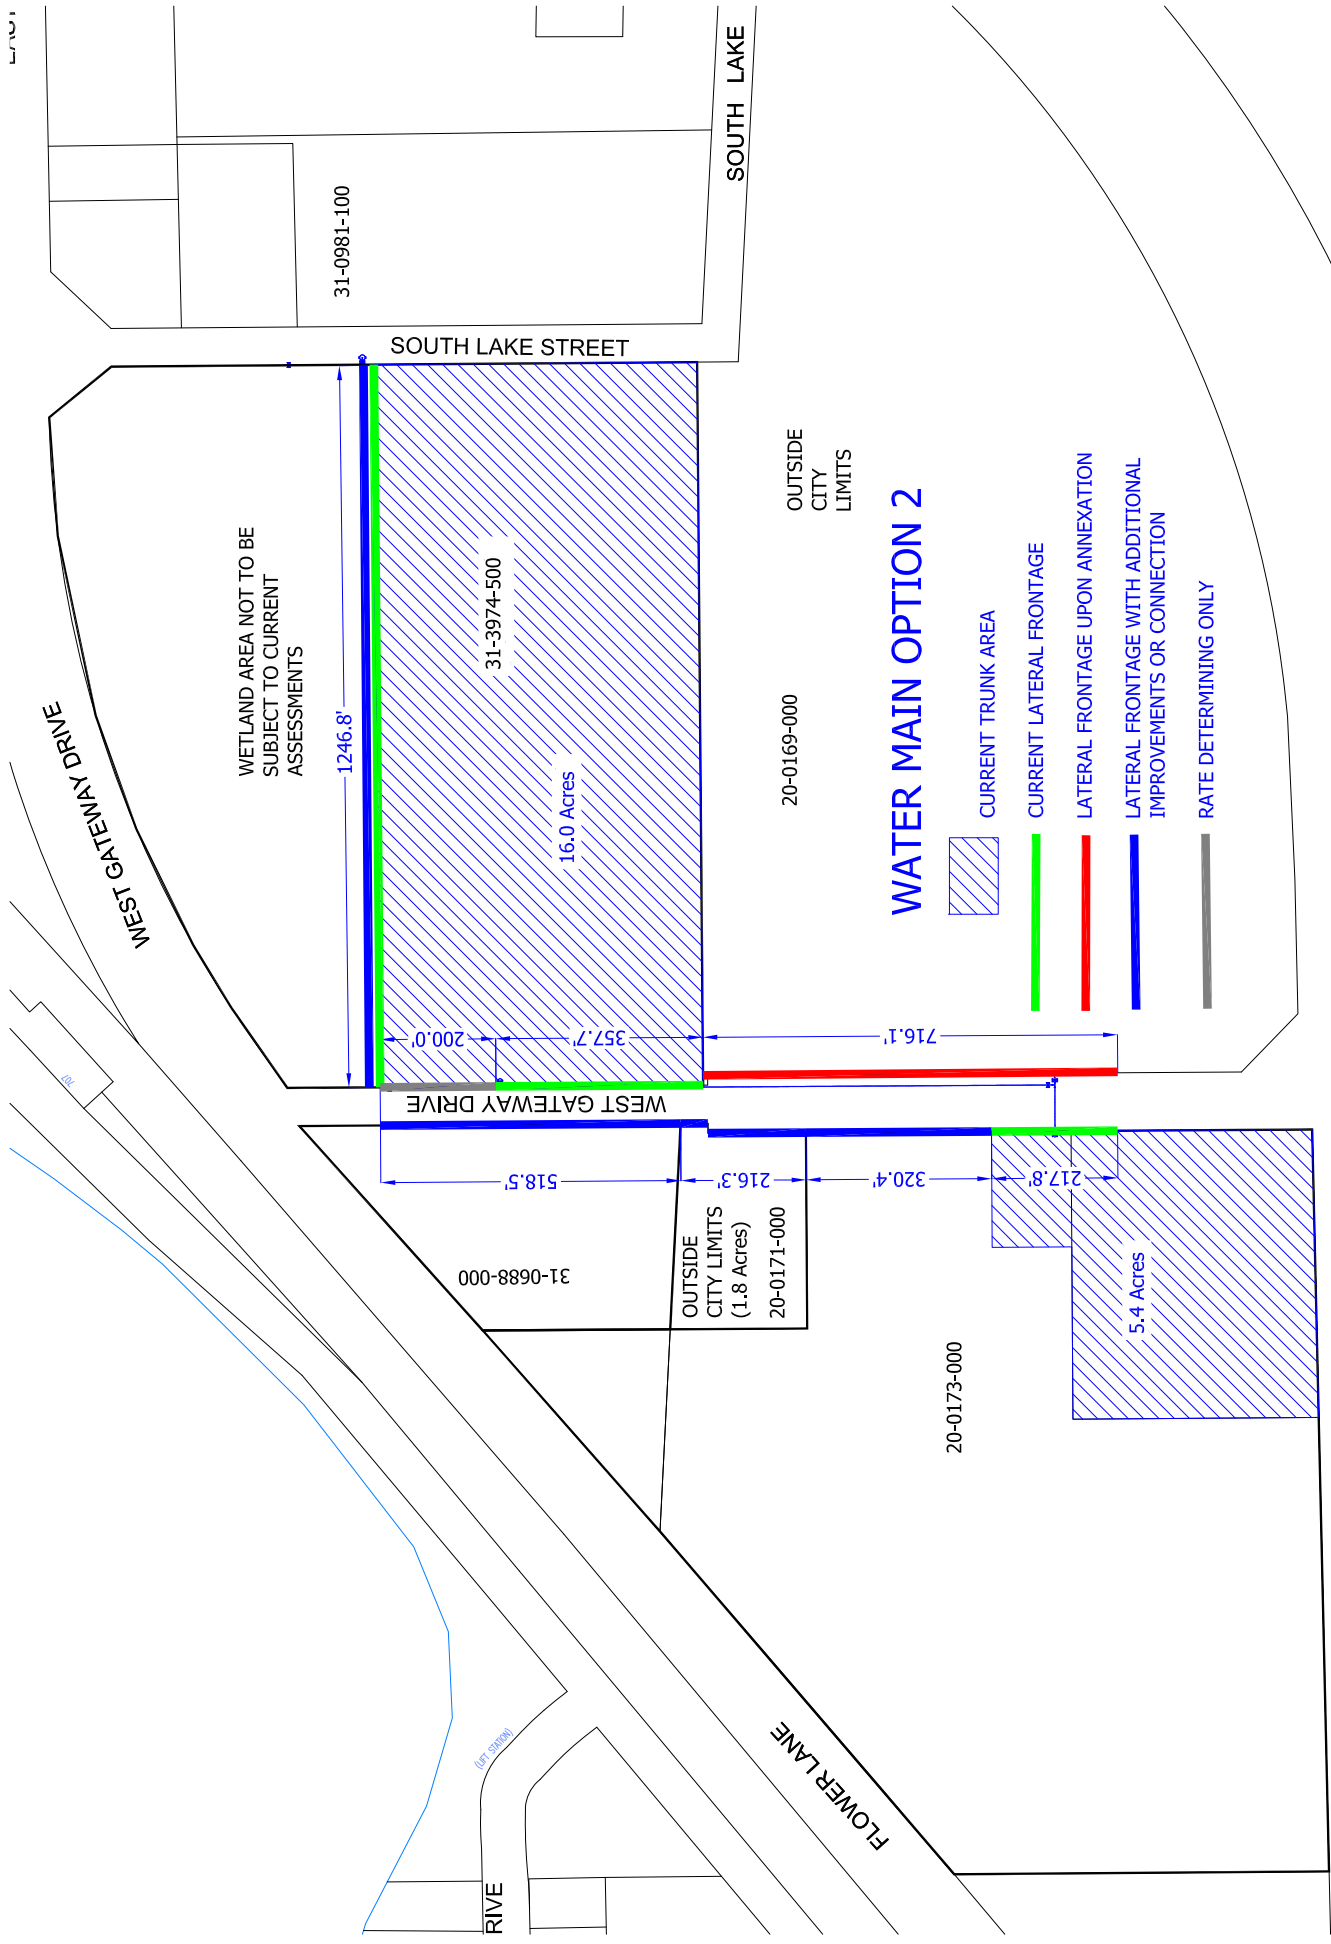 SOUTH LAKE
31-0981-100
SOUTH LAKE STREET
WEST GATEWAY DRIVE
WETLAND AREA NOT TO BE
SUBJECT TO CURRENT
ASSESSMENTS
1246.8'
31-3974-500
16.0 Acres
OUTSIDE
CITY
LIMITS
20-0169-000
WATER MAIN OPTION 2
CURRENT TRUNK AREA
CURRENT LATERAL FRONTAGE
LATERAL FRONTAGE UPON ANNEXATION
LATERAL FRONTAGE WITH ADDITIONAL
IMPROVEMENTS OR CONNECTION
RATE DETERMINING ONLY
200.0'
357.7'
716.1'
WEST GATEWAY DRIVE
518.5'
216.3'
320.4'
217.8'
31-0688-000
OUTSIDE
CITY LIMITS
(1.8 Acres)
20-0171-000
5.4 Acres
20-0173-000
707
(LIFT STATION)
FLOWER LANE
RIVE